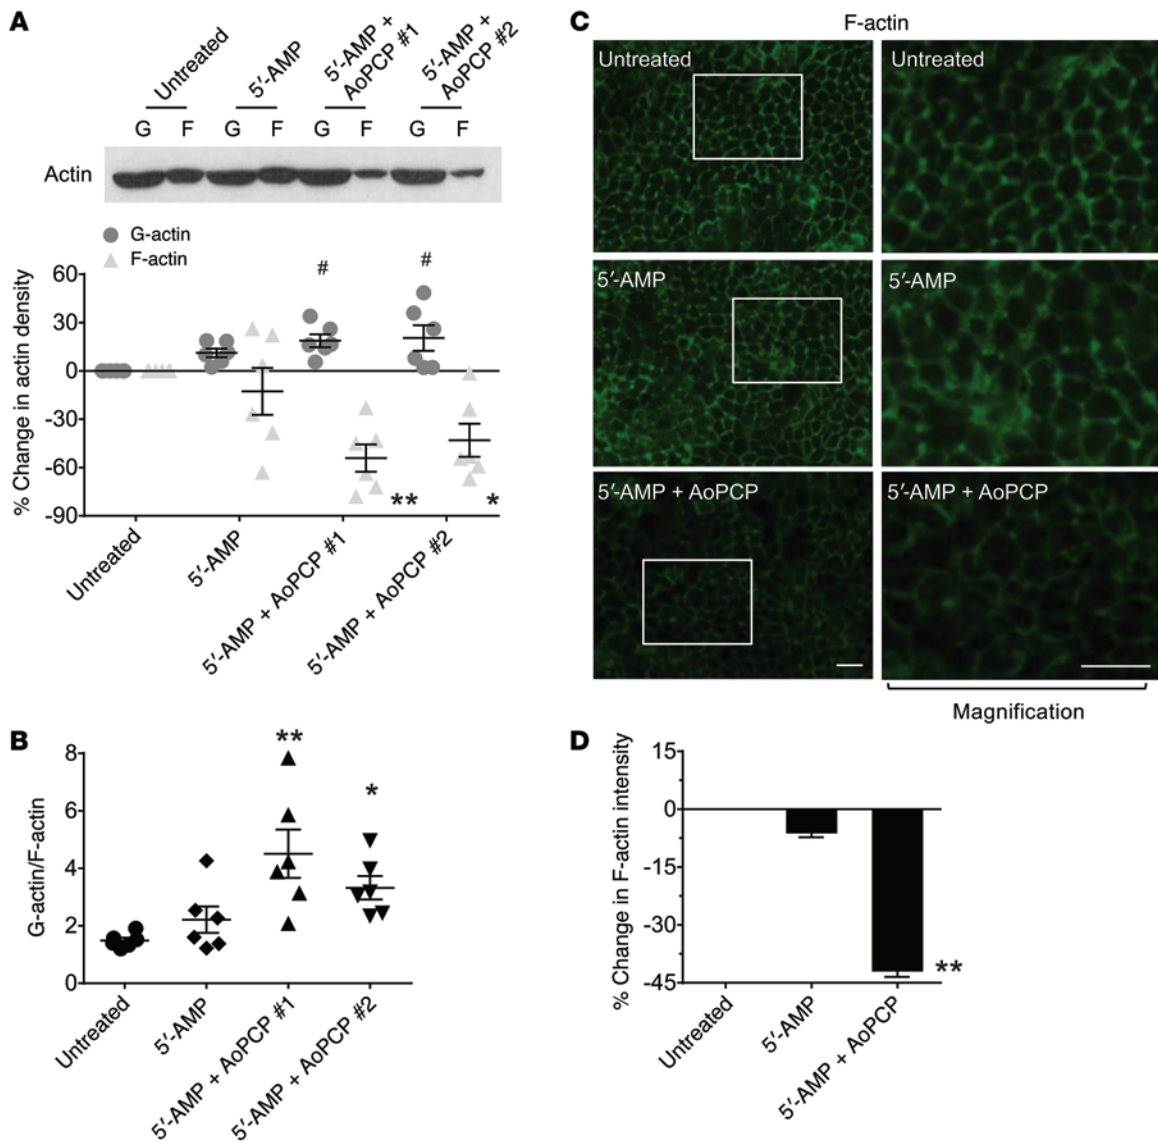 A
Untreated
5′-AMP
5′-AMP +
AoPCP #1
5′-AMP +
AoPCP #2
G F G F G F G F
Actin
G-actin
F-actin
% Change in actin density
60
30
0
-30
-60
-90
#
#
**
*
Untreated
5′-AMP
5′-AMP + AoPCP #1
5′-AMP + AoPCP #2
B
G-actin/F-actin
8
6
4
2
0
**
*
Untreated
5′-AMP
5′-AMP + AoPCP #1
5′-AMP + AoPCP #2
C
F-actin
Untreated
Untreated
5′-AMP
5′-AMP
5′-AMP + AoPCP
5′-AMP + AoPCP
Magnification
D
% Change in F-actin intensity
15
0
-15
-30
-45
**
Untreated
5′-AMP
5′-AMP + AoPCP